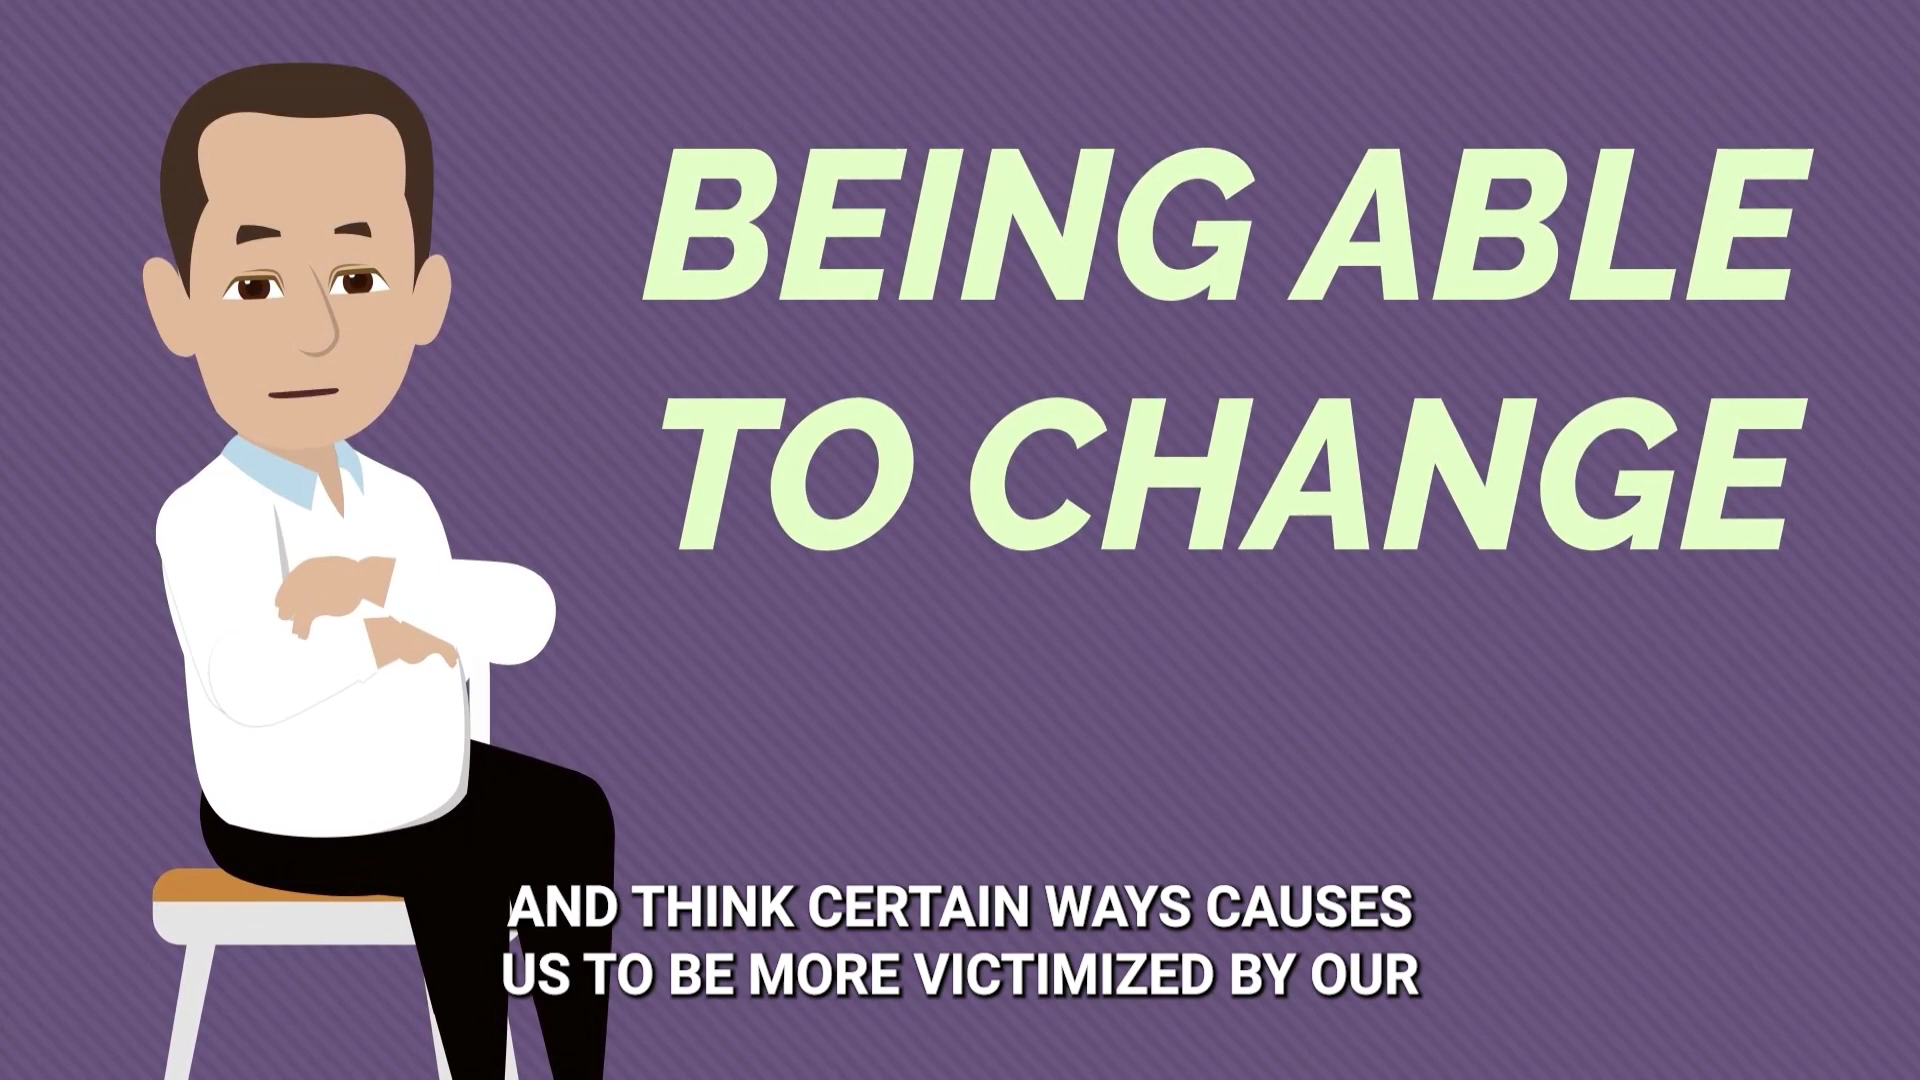 BEING ABLE
TO CHANGE
AND THINK CERTAIN WAYS CAUSES
US TO BE MORE VICTIMIZED BY OUR